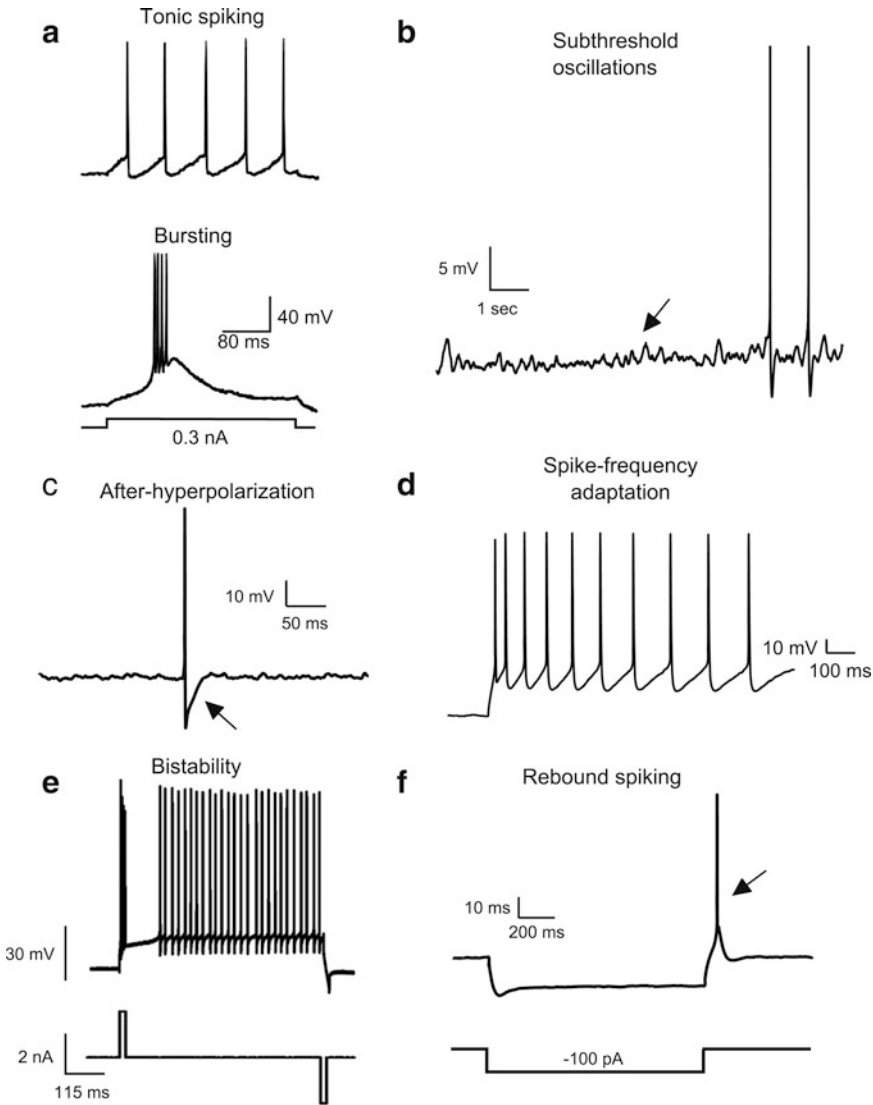 a
Tonic spiking
Bursting
40 mV
80 ms
0.3 nA
b
Subthreshold
oscillations
5 mV
1 sec
c
After-hyperpolarization
10 mV
50 ms
d
Spike-frequency
adaptation
10 mV
100 ms
e
Bistability
30 mV
2 nA
115 ms
f
Rebound spiking
10 ms
200 ms
-100 pA